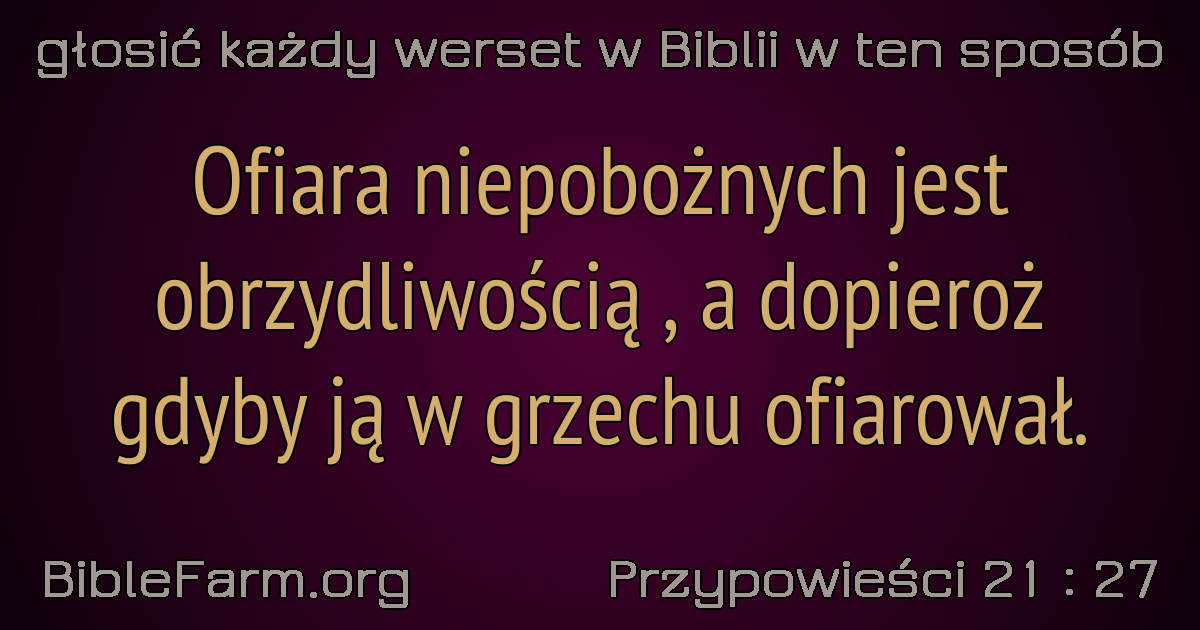 głosić każdy werset w Biblii w ten sposób
Ofiara niepobożnych jest
obrzydliwością , a dopieroż
gdyby ją w grzechu ofiarował.
BibleFarm.org
Przypowieści 21 : 27